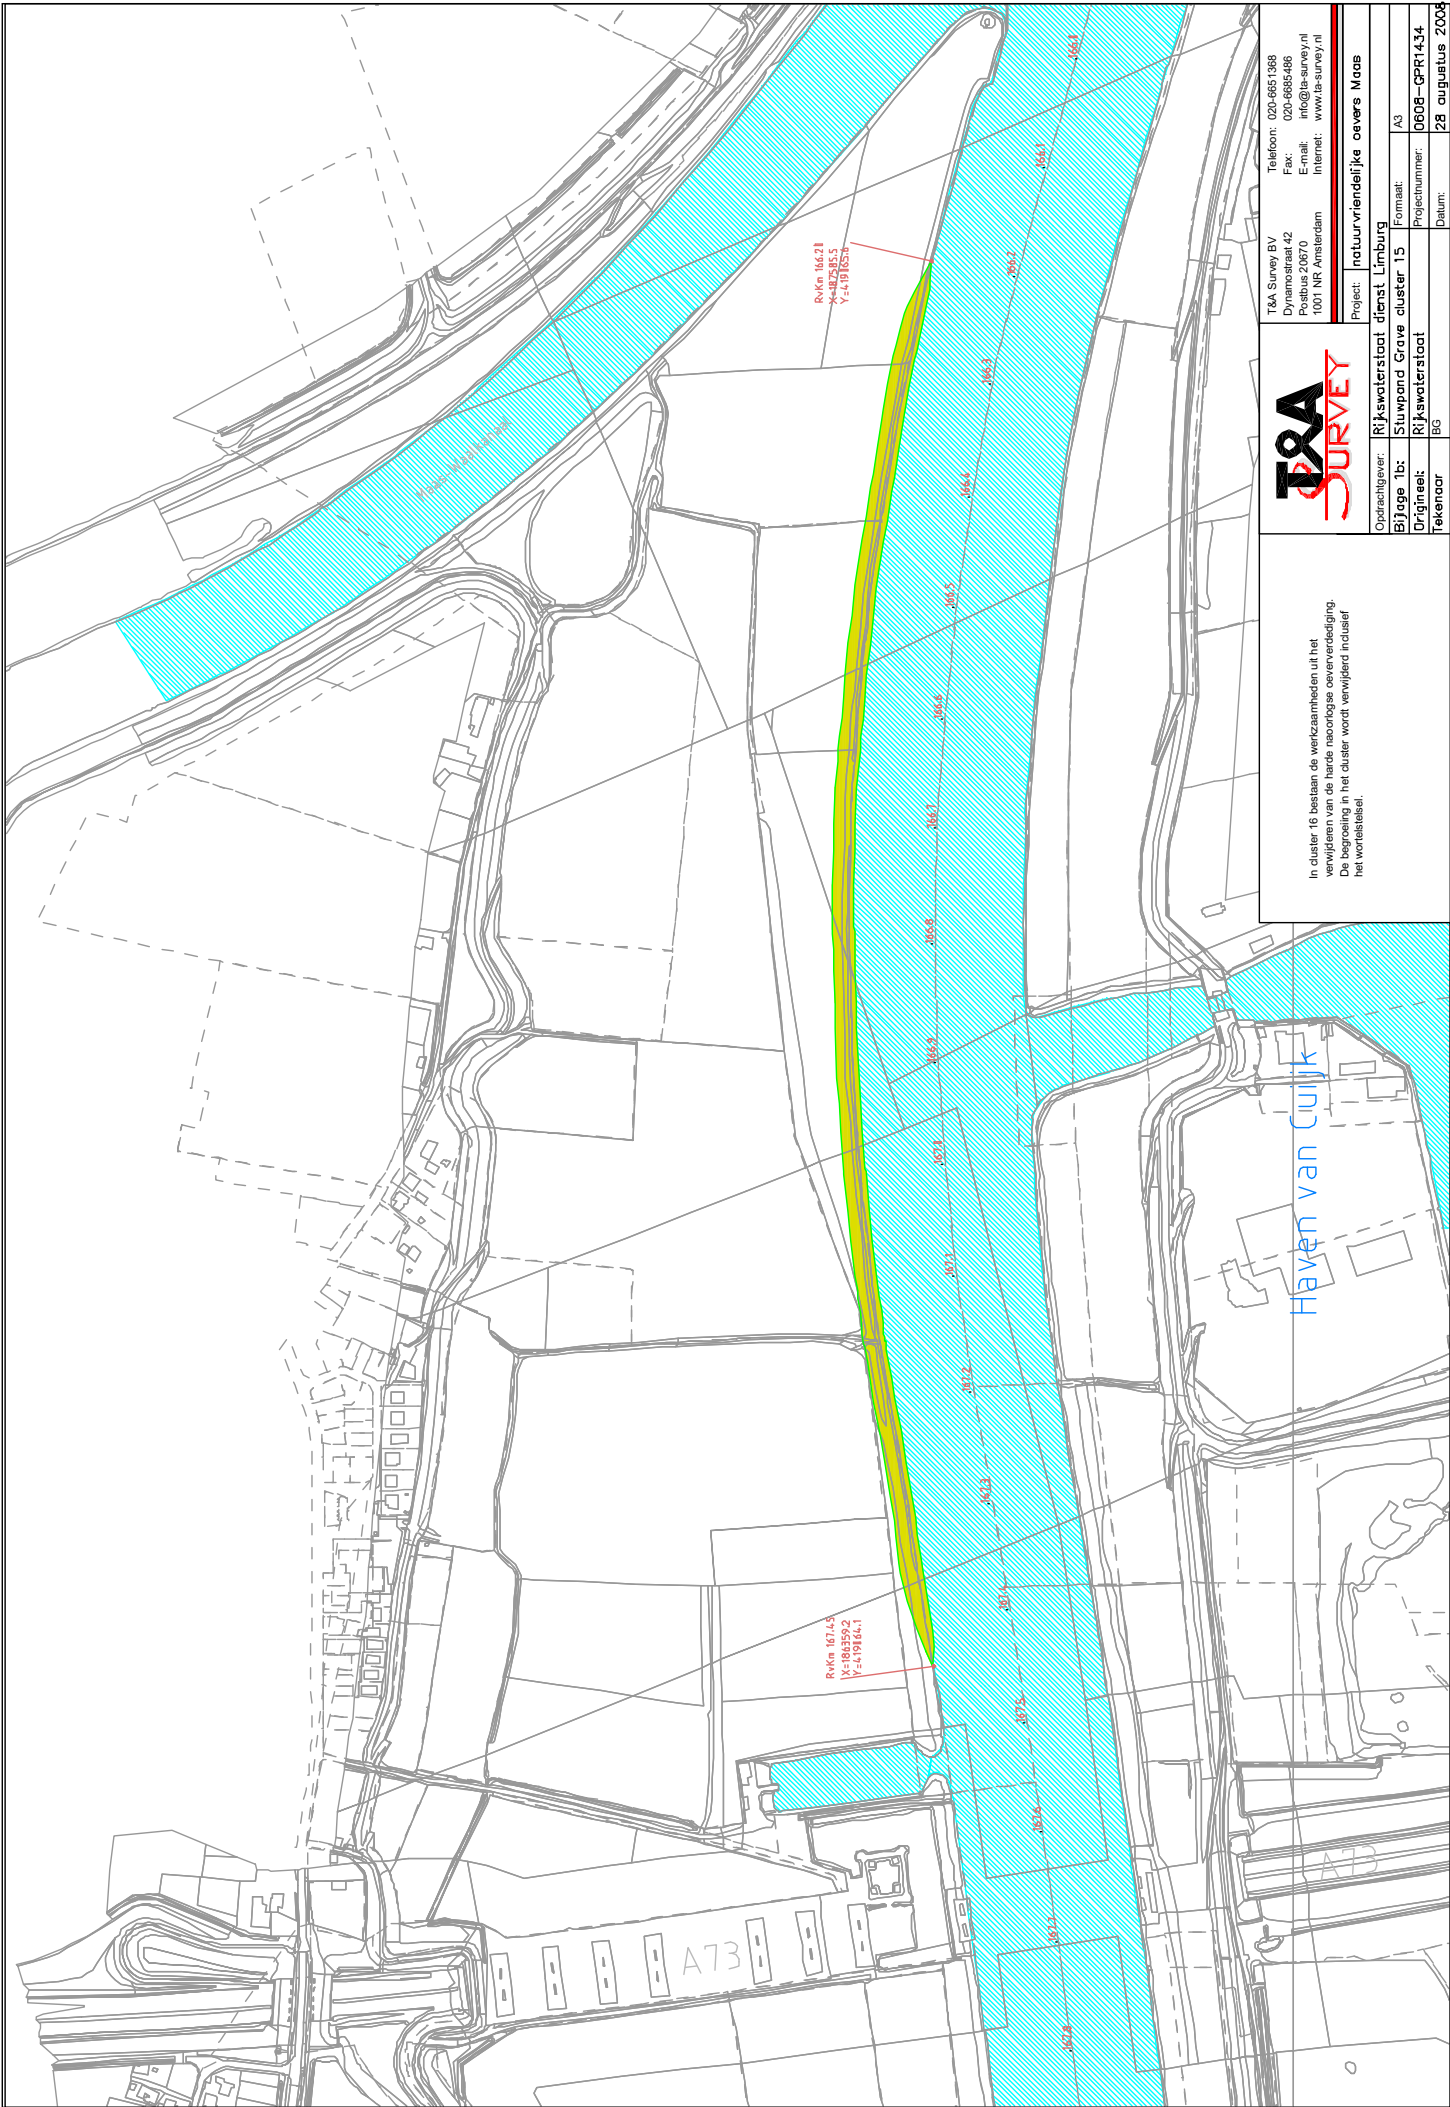 T&A Survey BV
Dynamostraat 42
Postbus 20670
1001 NR Amsterdam
Telefoon: 020-6651368
Fax: 020-6685486
E-mail: info@ta-survey.nl
Internet: www.ta-survey.nl
T&A
SURVEY
Project: natuurvriendelijke oevers Maas
Opdrachtgever: Rijkswaterstaat dienst Limburg
Bijlage 1b: Stuwpand Grave cluster 15 Formaat: A3
Origineel: Rijkswaterstaat Projectnummer: 0608-GPR1434
Tekenaar BG Datum: 28 augustus 2008
In cluster 16 bestaan de werkzaamheden uit het
verwijderen van de harde naoorlogse oeververdediging.
De begroeiing in het cluster wordt verwijderd inclusief
het wortelstelsel.
Haven van Cuijk
A73
A73
Maas-Waalkanaal
RvKm 167.45
X=186359.2
RvKm
166.1
166.2
166.3
166.4
166.5
166.6
166.7
166.8
166.9
167.1
167.2
167.3
167.4
167.5
167.6
167.7
167.8